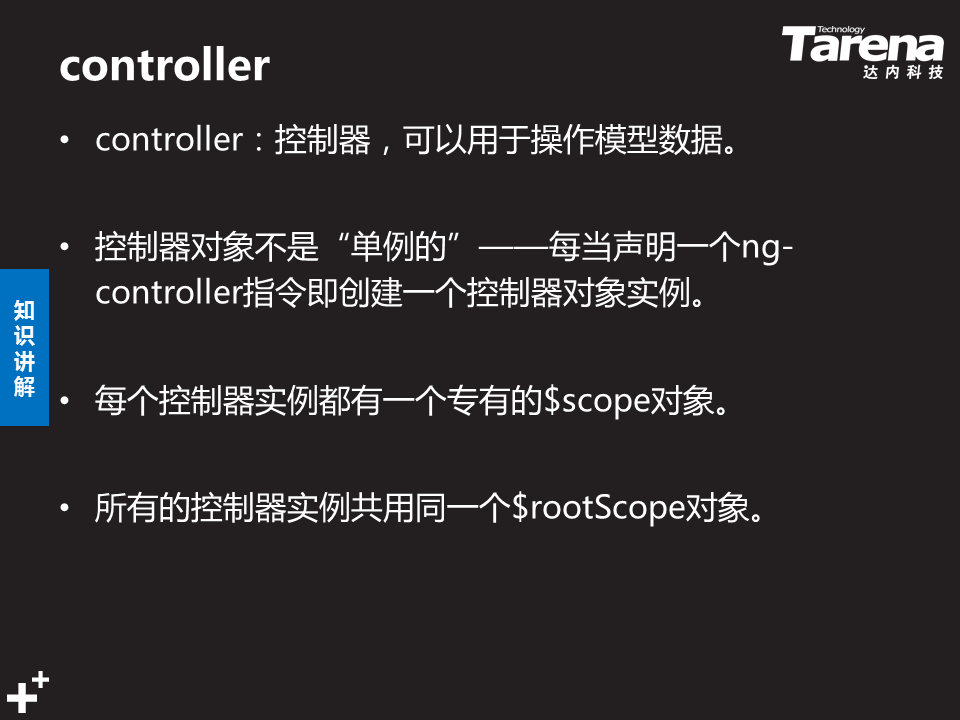 controller
Technology
Tarena
达内科技
• controller：控制器，可以用于操作模型数据。
• 控制器对象不是“单例的”——每当声明一个ng-
controller指令即创建一个控制器对象实例。
知
识
讲
解
• 每个控制器实例都有一个专有的$scope对象。
• 所有的控制器实例共用同一个$rootScope对象。